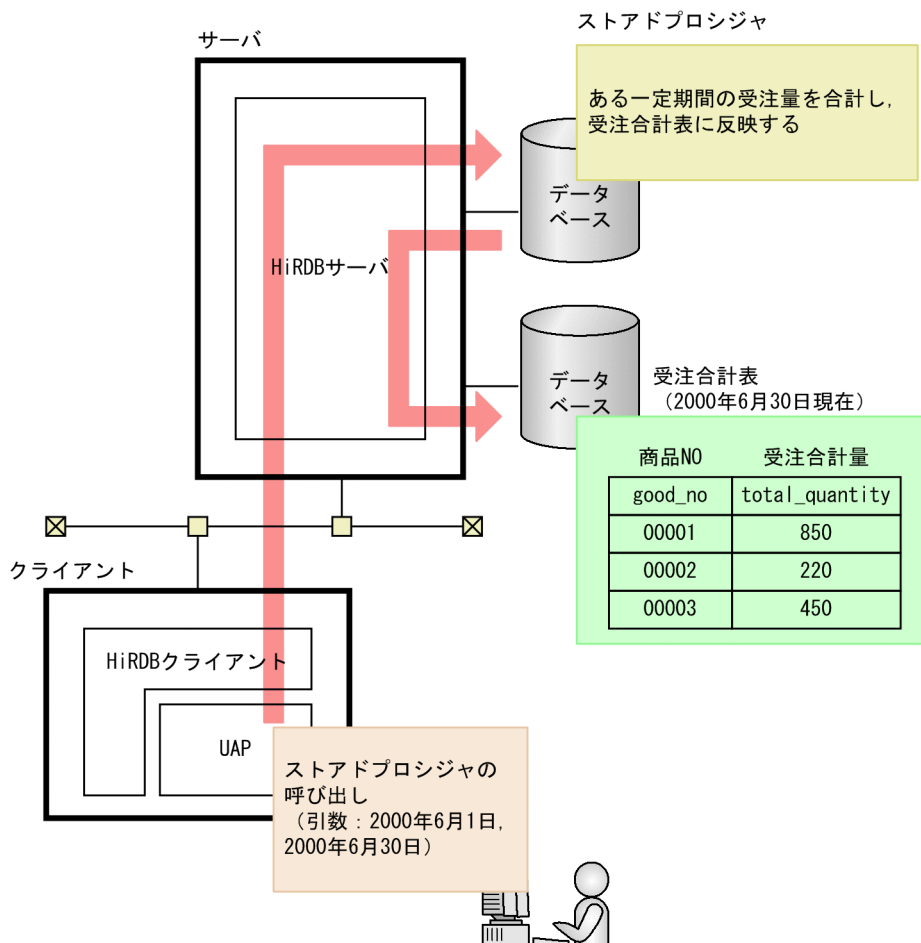 ストアドプロシジャ
サーバ
ある一定期間の受注量を合計し，
受注合計表に反映する
データ
ベース
HiRDBサーバ
データ
ベース
受注合計表
（2000年6月30日現在）
商品NO 受注合計量
good_no total_quantity
00001 850
00002 220
00003 450
クライアント
HiRDBクライアント
UAP
ストアドプロシジャの
呼び出し
（引数：2000年6月1日，
2000年6月30日）